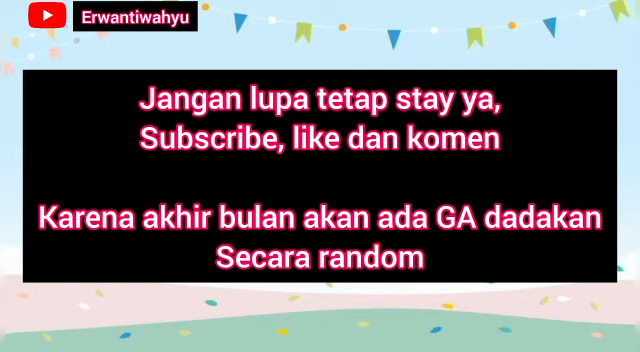 Erwantiwahyu
Jangan lupa tetap stay ya,
Subscribe, like dan komen
Karena akhir bulan akan ada GA dadakan
Secara random